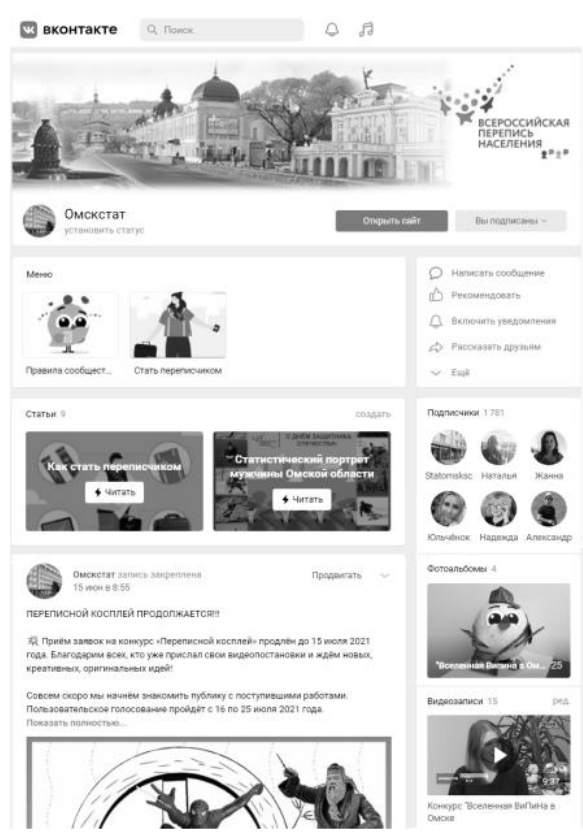 вконтакте
Поиск
ВСЕРОССИЙСКАЯ
ПЕРЕПИСЬ
НАСЕЛЕНИЯ
Омскстат
установить статус
Открыть сайт
Вы подписаны
Меню
Правила сообщест...
Стать переписчиком
Написать сообщение
Рекомендовать
Включить уведомления
Рассказать друзьям
Ещё
Статьи 9
создать
Как стать переписчиком
Читать
С ДНЁМ ЗАЩИТНИКА
ОТЕЧЕСТВА
Статистический портрет
мужчины Омской области
Читать
Подписчики 1 781
Statomsksc Наталья Жанна
Юльчёнок Надежда Александр
Омскстат запись закреплена
15 июн в 8:55
Продвигать
ПЕРЕПИСНОЙ КОСПЛЕЙ ПРОДОЛЖАЕТСЯ!!!
Приём заявок на конкурс «Переписной косплей» продлён до 15 июля 2021
года. Благодарим всех, кто уже прислал свои видеопостановки и ждём новых,
креативных, оригинальных идей!
Совсем скоро мы начнём знакомить публику с поступившими работами.
Пользовательское голосование пройдёт с 16 по 25 июля 2021 года.
Показать полностью...
Фотоальбомы 4
"Вселенная Випина в Ом... 25
Видеозаписи 15
ред.
9:37
Конкурс "Вселенная ВиПиНа в
Омске